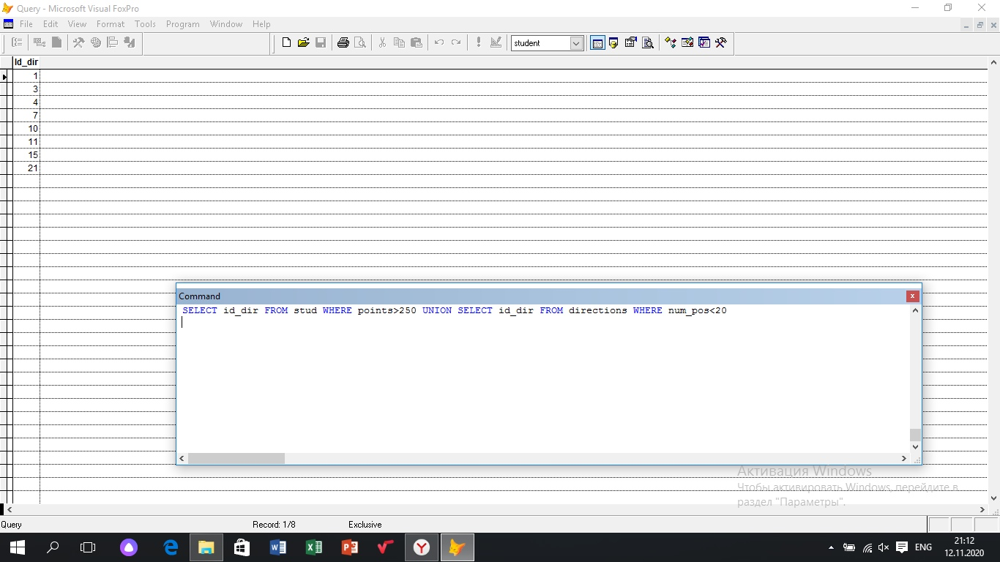 Query - Microsoft Visual FoxPro
File Edit View Format Tools Program Window Help
student
Id_dir
1
3
4
7
10
11
15
21
Command
SELECT id_dir FROM stud WHERE points>250 UNION SELECT id_dir FROM directions WHERE num_pos<20
Активация Windows
Чтобы активировать Windows, перейдите в
раздел "Параметры".
Query Record: 1/8 Exclusive
ENG
21:12
12.11.2020